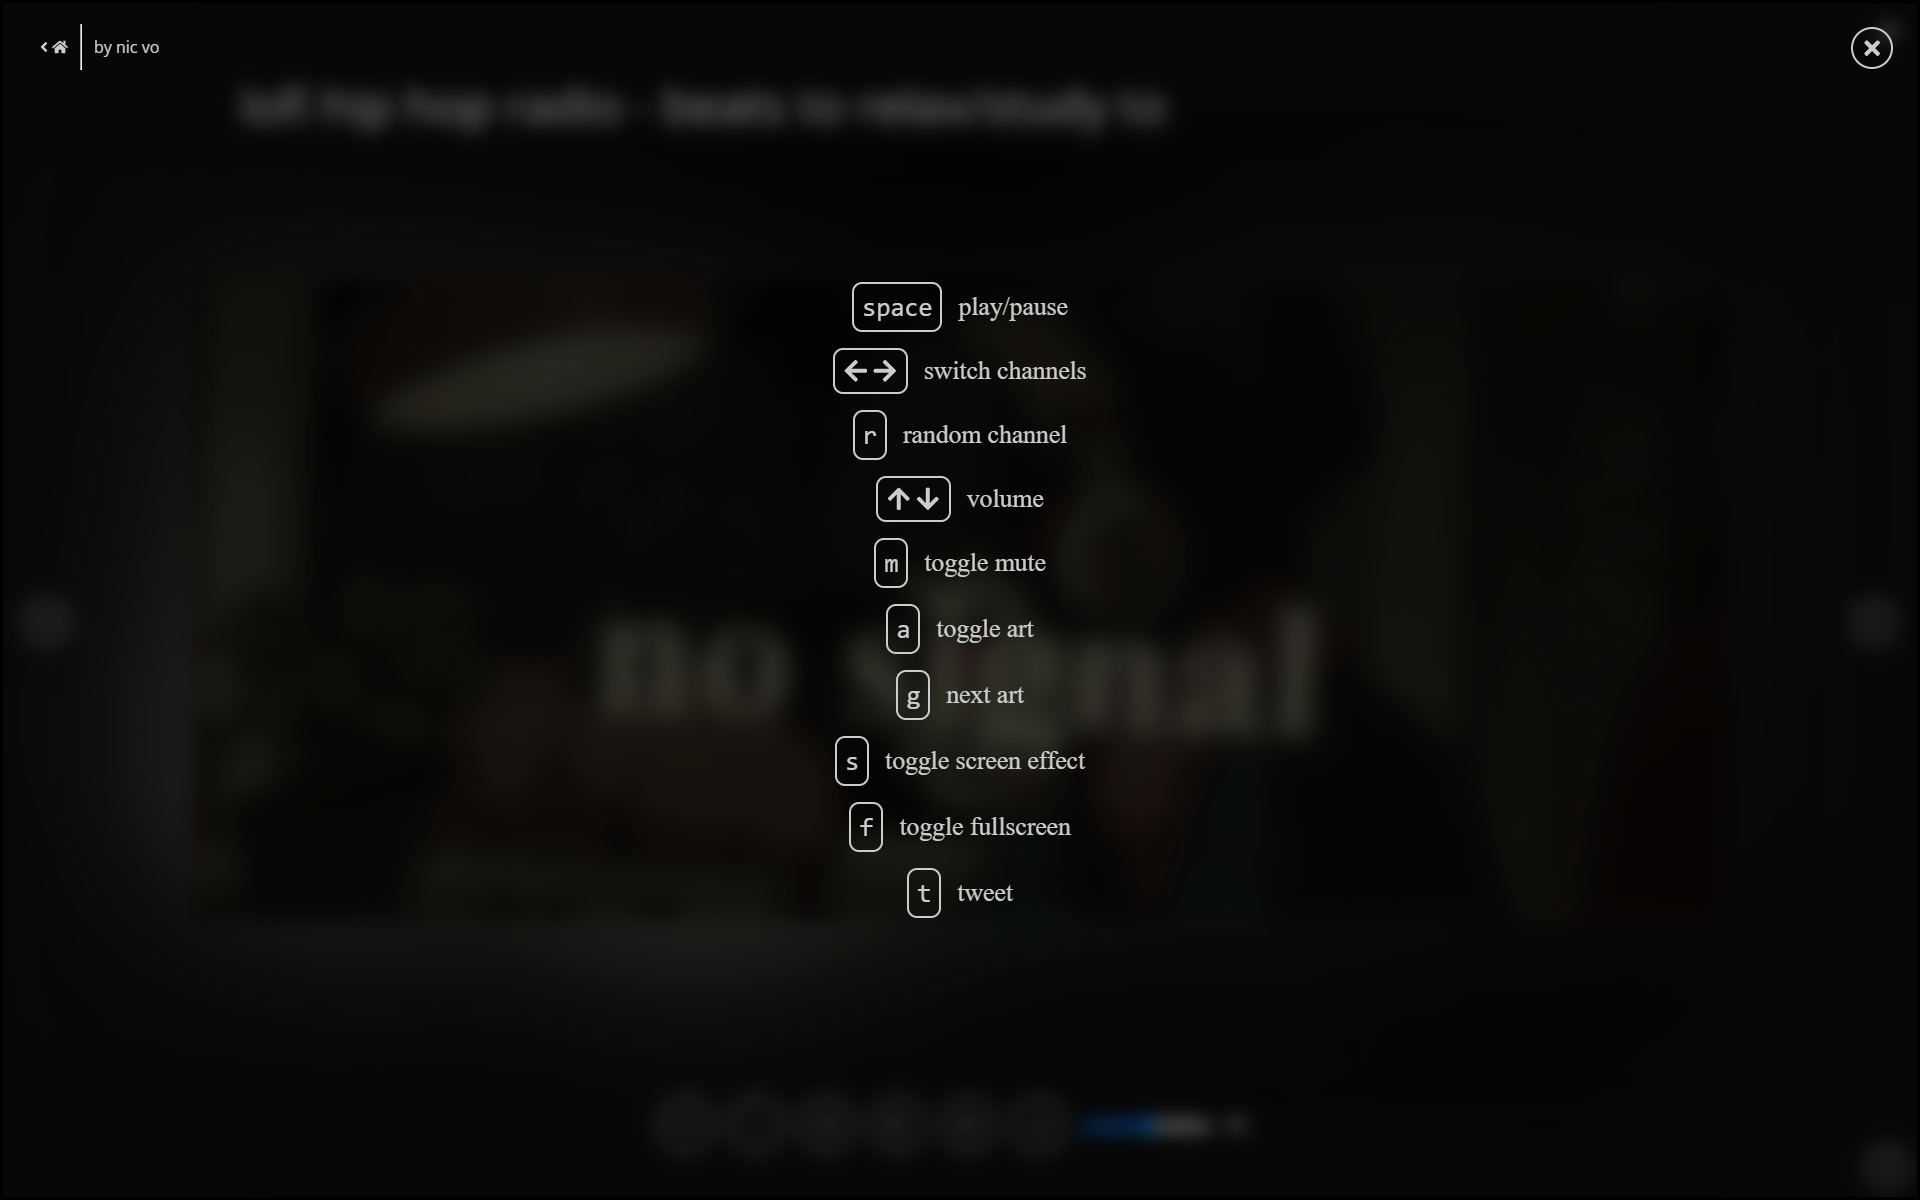 by nic vo
lofi hip hop radio - beats to relax/study to
space play/pause
←→ switch channels
r random channel
↑↓ volume
m toggle mute
a toggle art
g next art
s toggle screen effect
f toggle fullscreen
t tweet
no signal